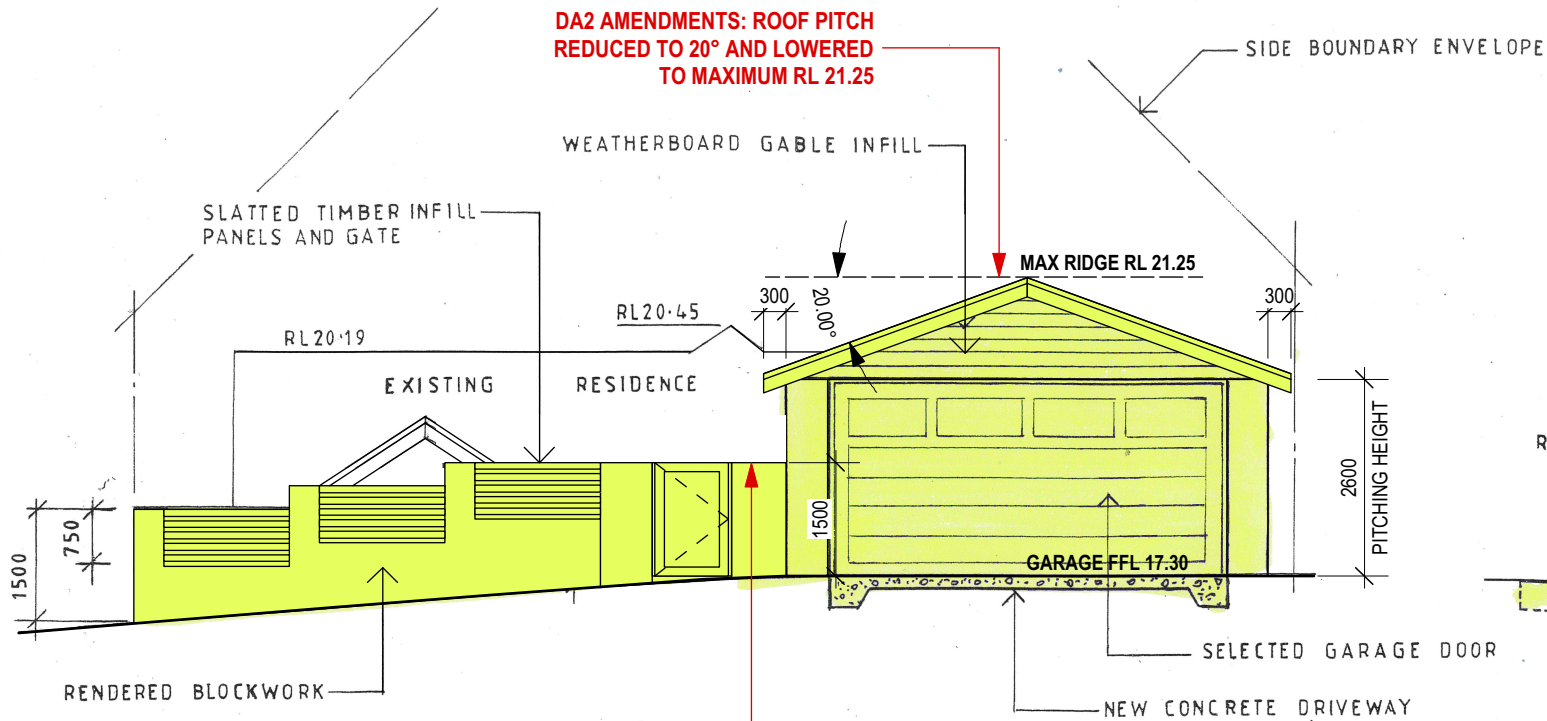 DA2 AMENDMENTS: ROOF PITCH
REDUCED TO 20° AND LOWERED
TO MAXIMUM RL 21.25
SIDE BOUNDARY ENVELOPE
WEATHERBOARD GABLE INFILL
SLATTED TIMBER INFILL
PANELS AND GATE
MAX RIDGE RL 21.25
300
20.00°
300
RL20·45
RL20·19
EXISTING RESIDENCE
2600
PITCHING HEIGHT
R
1500
750
1500
GARAGE FFL 17.30
SELECTED GARAGE DOOR
RENDERED BLOCKWORK
NEW CONCRETE DRIVEWAY